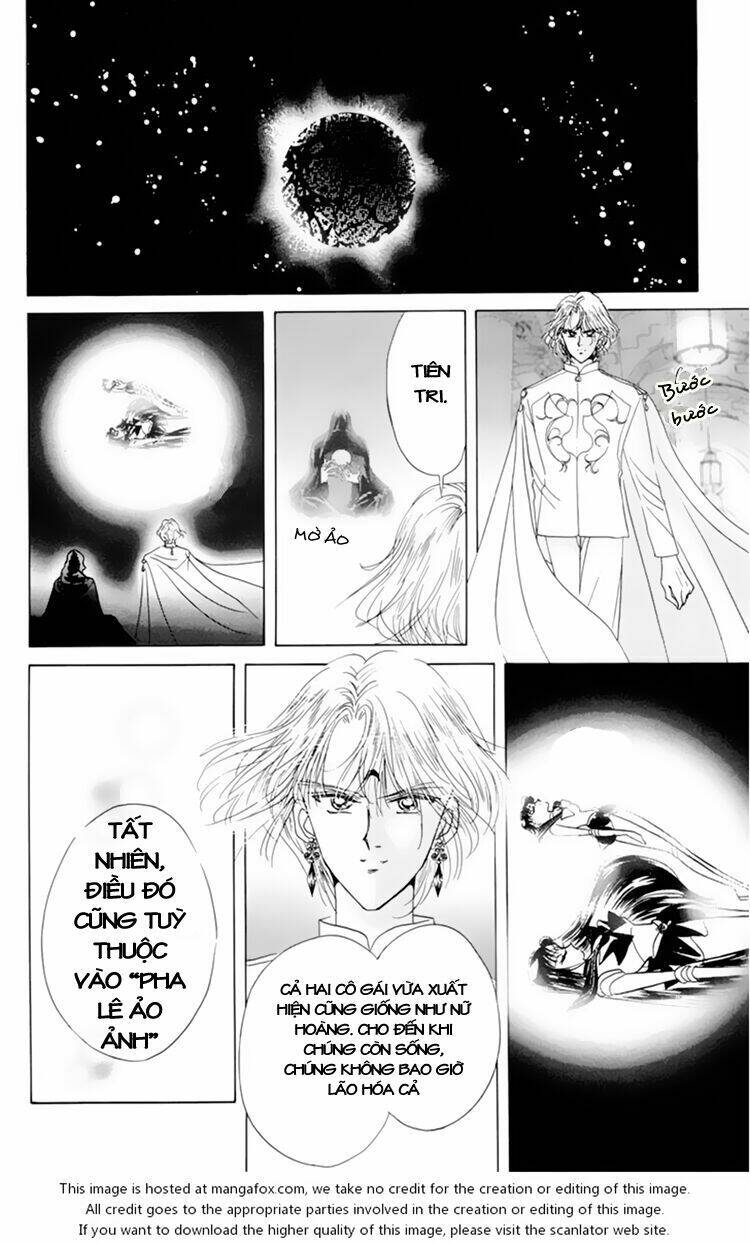 Bước
bước
TIÊN
TRI.
MỜ ẢO
CẢ HAI CÔ GÁI VỪA XUẤT
HIỆN CŨNG GIỐNG NHƯ NỮ
HOÀNG. CHO ĐẾN KHI
CHÚNG CÒN SỐNG,
CHÚNG KHÔNG BAO GIỜ
LÃO HÓA CẢ
TẤT
NHIÊN,
ĐIỀU ĐÓ
CŨNG TUỲ
THUỘC
VÀO "PHA
LÊ ẢO
ẢNH"
This image is hosted at mangafox.com, we take no credit for the creation or editing of this image.
All credit goes to the appropriate parties involved in the creation or editing of this image.
If you want to download the higher quality of this image, please visit the scanlator web site.